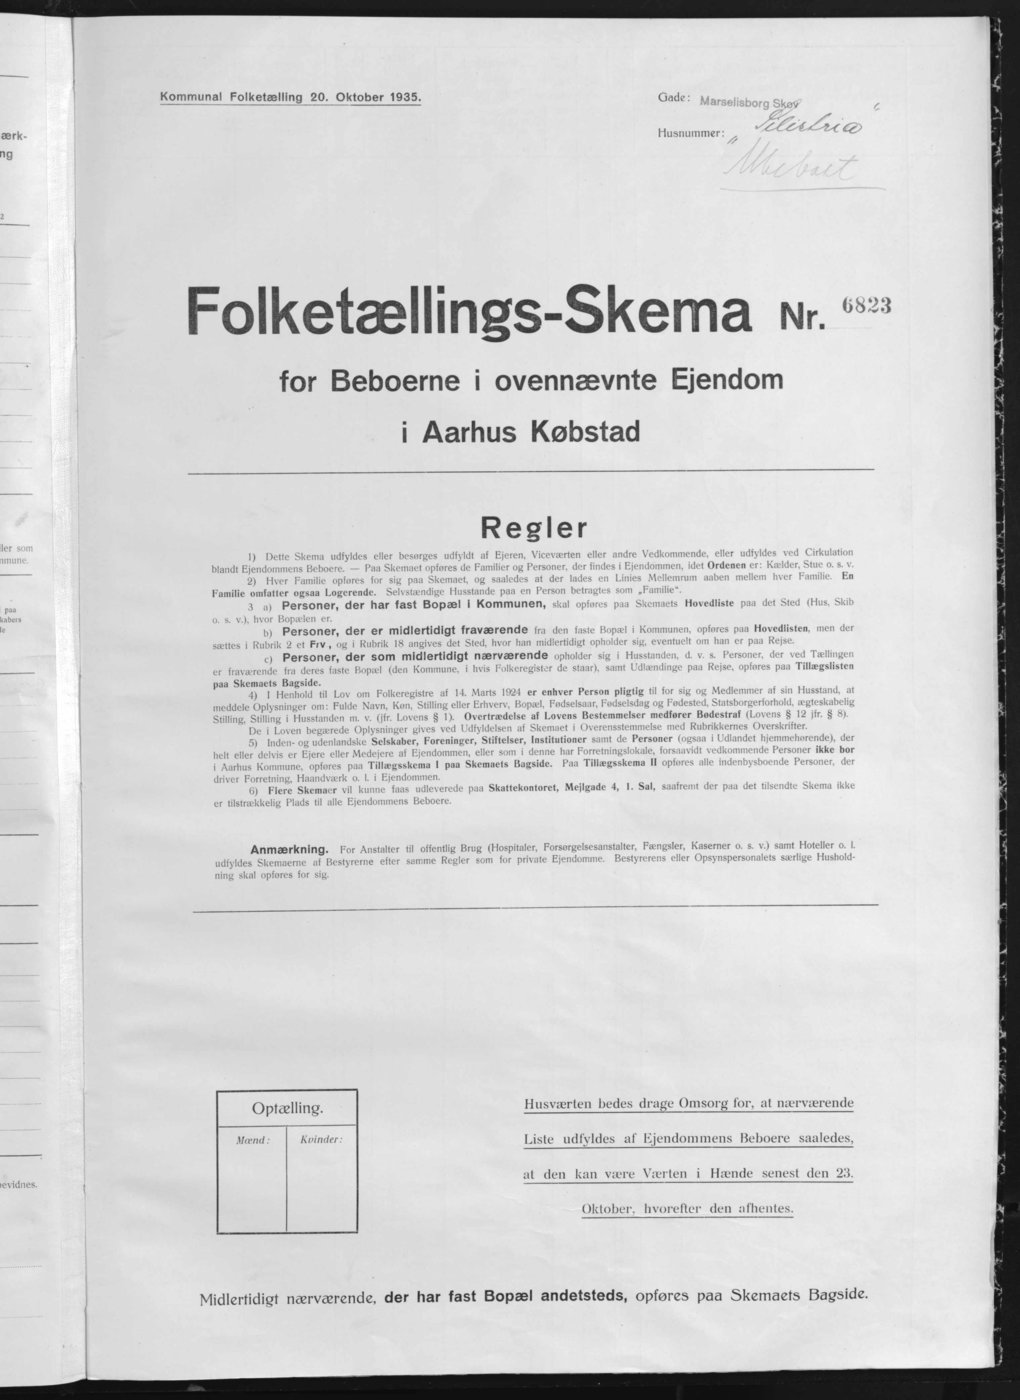 Kommunal Folketælling 20. Oktober 1935.
Gade: Marselisborg Skov
Husnummer: „Silistria“
Ubeboet
Folketællings-Skema Nr. 6823
for Beboerne i ovennævnte Ejendom
i Aarhus Købstad
Regler
1) Dette Skema udfyldes eller besørges udfyldt af Ejeren, Viceværten eller andre Vedkommende, eller udfyldes ved Cirkulation
blandt Ejendommens Beboere. — Paa Skemaet opføres de Familier og Personer, der findes i Ejendommen, idet Ordenen er: Kælder, Stue o. s. v.
2) Hver Familie opføres for sig paa Skemaet, og saaledes at der lades en Linies Mellemrum aaben mellem hver Familie. En
Familie omfatter ogsaa Logerende. Selvstændige Husstande paa en Person betragtes som „Familie“.
3 a) Personer, der har fast Bopæl i Kommunen, skal opføres paa Skemaets Hovedliste paa det Sted (Hus, Skib
o. s. v.), hvor Bopælen er.
b) Personer, der er midlertidigt fraværende fra den faste Bopæl i Kommunen, opføres paa Hovedlisten, men der
sættes i Rubrik 2 et Frv., og i Rubrik 18 angives det Sted, hvor han midlertidigt opholder sig, eventuelt om han er paa Rejse.
c) Personer, der som midlertidigt nærværende opholder sig i Husstanden, d. v. s. Personer, der ved Tællingen
er fraværende fra deres faste Bopæl (den Kommune, i hvis Folkeregister de staar), samt Udlændinge paa Rejse, opføres paa Tillægslisten
paa Skemaets Bagside.
4) I Henhold til Lov om Folkeregistre af 14. Marts 1924 er enhver Person pligtig til for sig og Medlemmer af sin Husstand, at
meddele Oplysninger om: Fulde Navn, Køn, Stilling eller Erhverv, Bopæl, Fødselsaar, Fødselsdag og Fødested, Statsborgerforhold, ægteskabelig
Stilling, Stilling i Husstanden m. v. (jfr. Lovens § 1). Overtrædelse af Lovens Bestemmelser medfører Bødestraf (Lovens § 12 jfr. § 8).
De i Loven begærede Oplysninger gives ved Udfyldelsen af Skemaet i Overensstemmelse med Rubrikkernes Overskrifter.
5) Inden- og udenlandske Selskaber, Foreninger, Stiftelser, Institutioner samt de Personer (ogsaa i Udlandet hjemmehørende), der
helt eller delvis er Ejere eller Medejere af Ejendommen, eller som i denne har Forretningslokale, forsaavidt vedkommende Personer ikke bor
i Aarhus Kommune, opføres paa Tillægsskema I paa Skemaets Bagside. Paa Tillægsskema II opføres alle indenbysboende Personer, der
driver Forretning, Haandværk o. l. i Ejendommen.
6) Flere Skemaer vil kunne faas udleverede paa Skattekontoret, Mejlgade 4, 1. Sal, saafremt der paa det tilsendte Skema ikke
er tilstrækkelig Plads til alle Ejendommens Beboere.
Anmærkning. For Anstalter til offentlig Brug (Hospitaler, Forsørgelsesanstalter, Fængsler, Kaserner o. s. v.) samt Hoteller o. l.
udfyldes Skemaerne af Bestyrerne efter samme Regler som for private Ejendomme. Bestyrerens eller Opsynspersonalets særlige Hushold-
ning skal opføres for sig.
Optælling.
Mænd: Kvinder:
Husværten bedes drage Omsorg for, at nærværende
Liste udfyldes af Ejendommens Beboere saaledes,
at den kan være Værten i Hænde senest den 23.
Oktober, hvorefter den afhentes.
Midlertidigt nærværende, der har fast Bopæl andetsteds, opføres paa Skemaets Bagside.